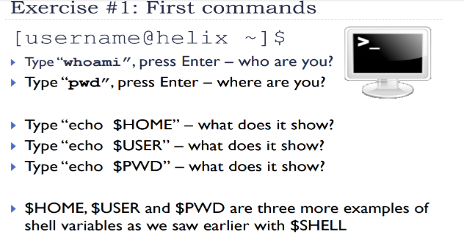 Exercise #1: First commands
[username@helix ~]$
Type “whoami”, press Enter – who are you?
Type “pwd”, press Enter – where are you?
Type “echo $HOME” – what does it show?
Type “echo $USER” – what does it show?
Type “echo $PWD” – what does it show?
$HOME, $USER and $PWD are three more examples of
shell variables as we saw earlier with $SHELL
>_